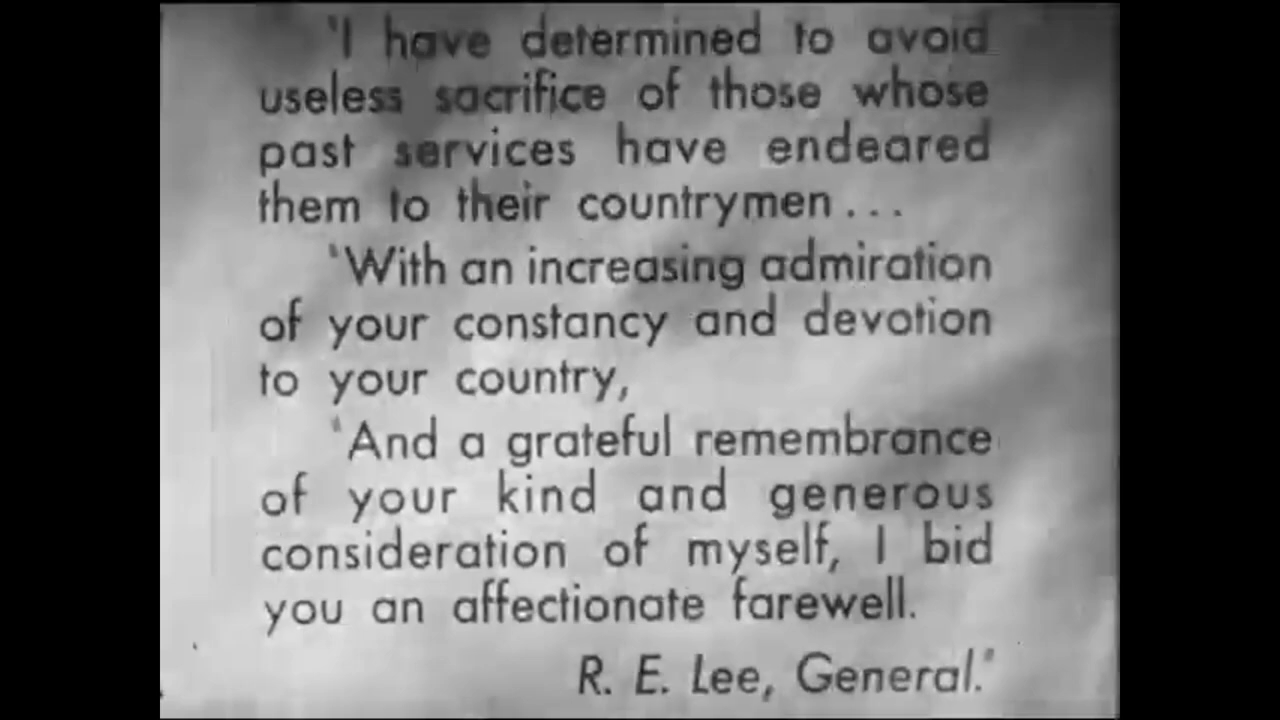 'I have determined to avoid
useless sacrifice of those whose
past services have endeared
them to their countrymen...
'With an increasing admiration
of your constancy and devotion
to your country,
'And a grateful remembrance
of your kind and generous
consideration of myself, I bid
you an affectionate farewell.
R. E. Lee, General.'